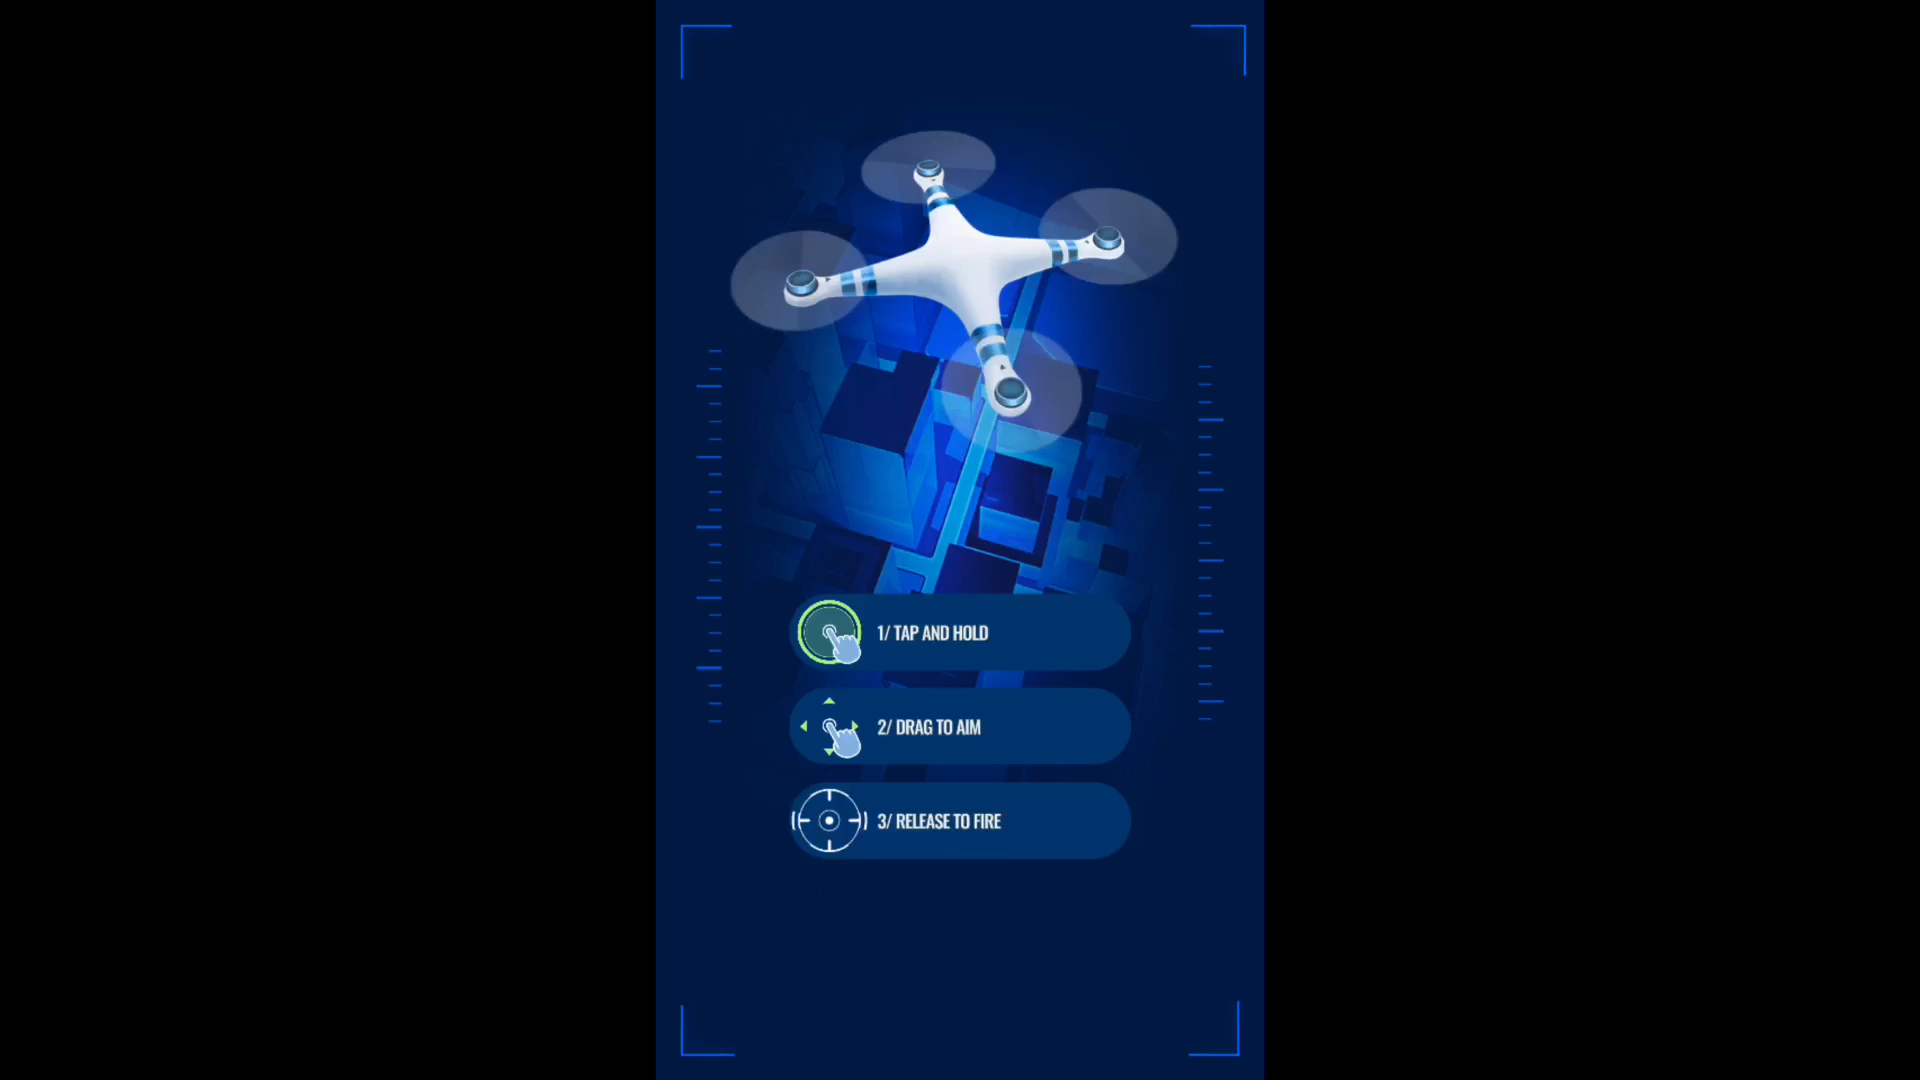 1/ TAP AND HOLD
2/ DRAG TO AIM
3/ RELEASE TO FIRE